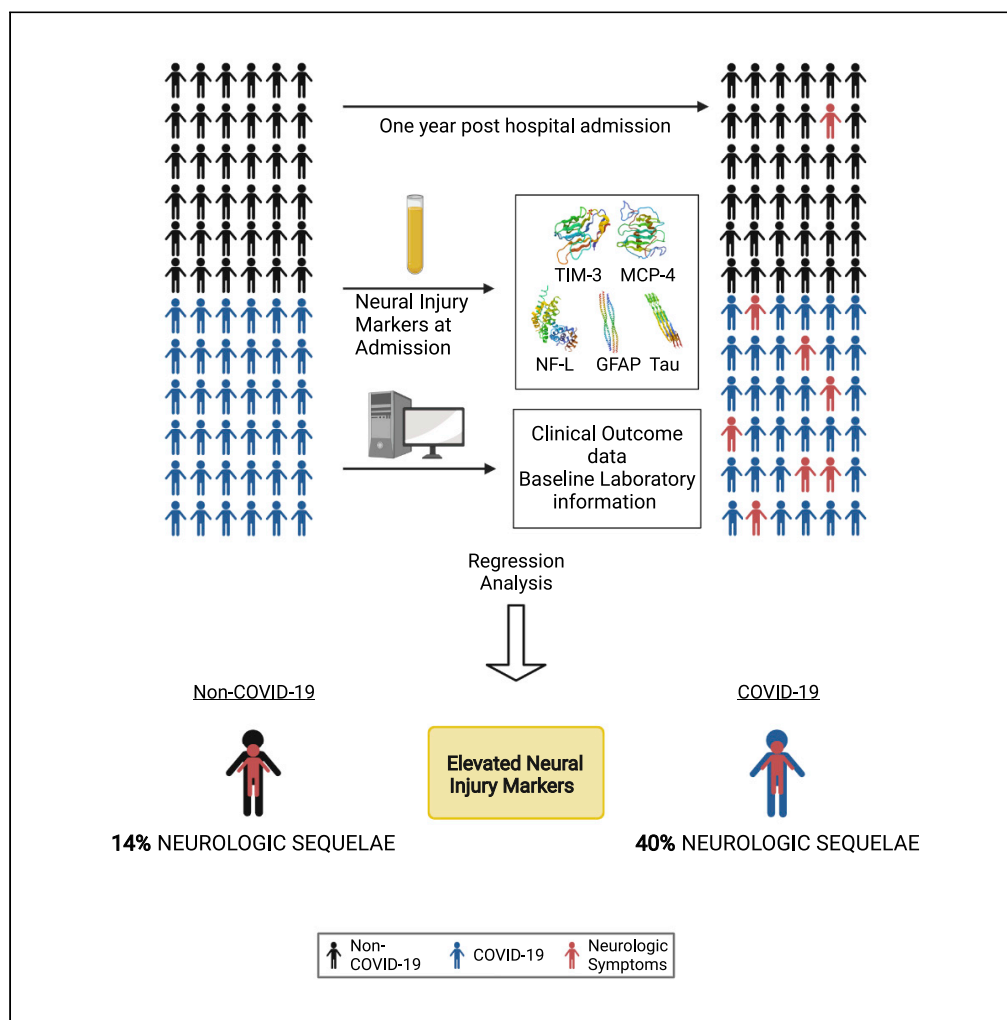 One year post hospital admission
TIM-3 MCP-4
Neural Injury
Markers at
Admission
NF-L GFAP Tau
Clinical Outcome
data
Baseline Laboratory
information
Regression
Analysis
Non-COVID-19
COVID-19
Elevated Neural
Injury Markers
14% NEUROLOGIC SEQUELAE
40% NEUROLOGIC SEQUELAE
Non-
COVID-19
COVID-19
Neurologic
Symptoms